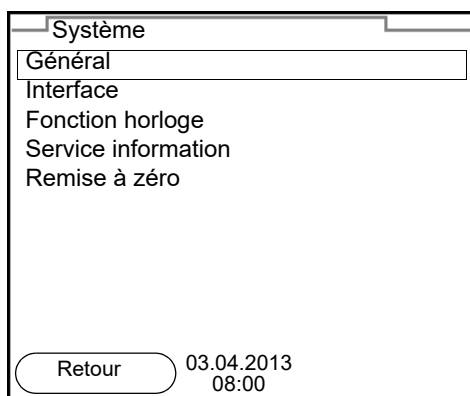 Système
Général
Interface
Fonction horloge
Service information
Remise à zéro
Retour
03.04.2013
08:00